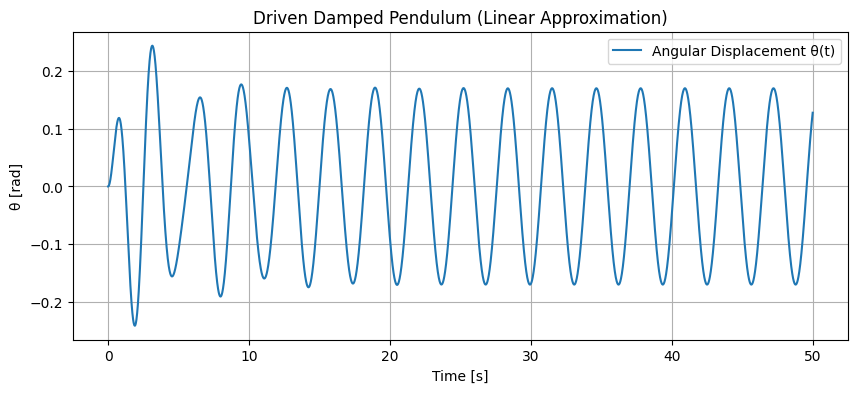 Driven Damped Pendulum (Linear Approximation)
Angular Displacement θ(t)
θ [rad]
0.2
0.1
0.0
−0.1
−0.2
0 10 20 30 40 50
Time [s]